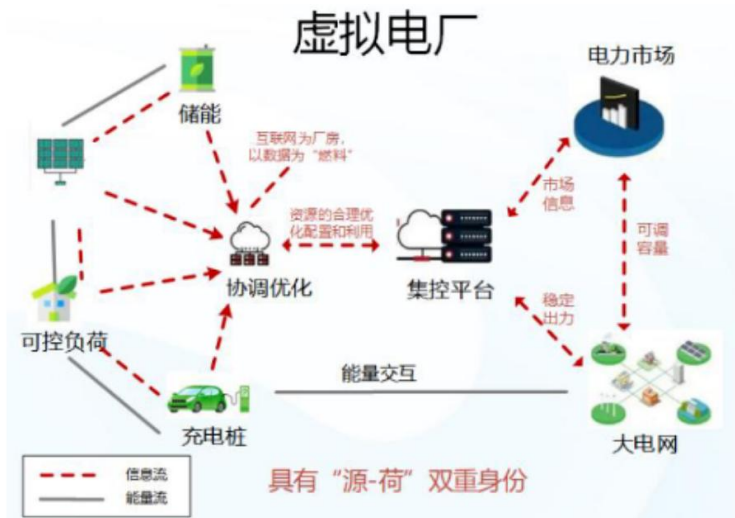 虚拟电厂
电力市场
储能
互联网为厂房，
以数据为“燃料”
市场
信息
资源的合理优
化配置和利用
可调
容量
协调优化
集控平台
稳定
出力
可控负荷
能量交互
充电桩
大电网
信息流
能量流
具有“源-荷”双重身份